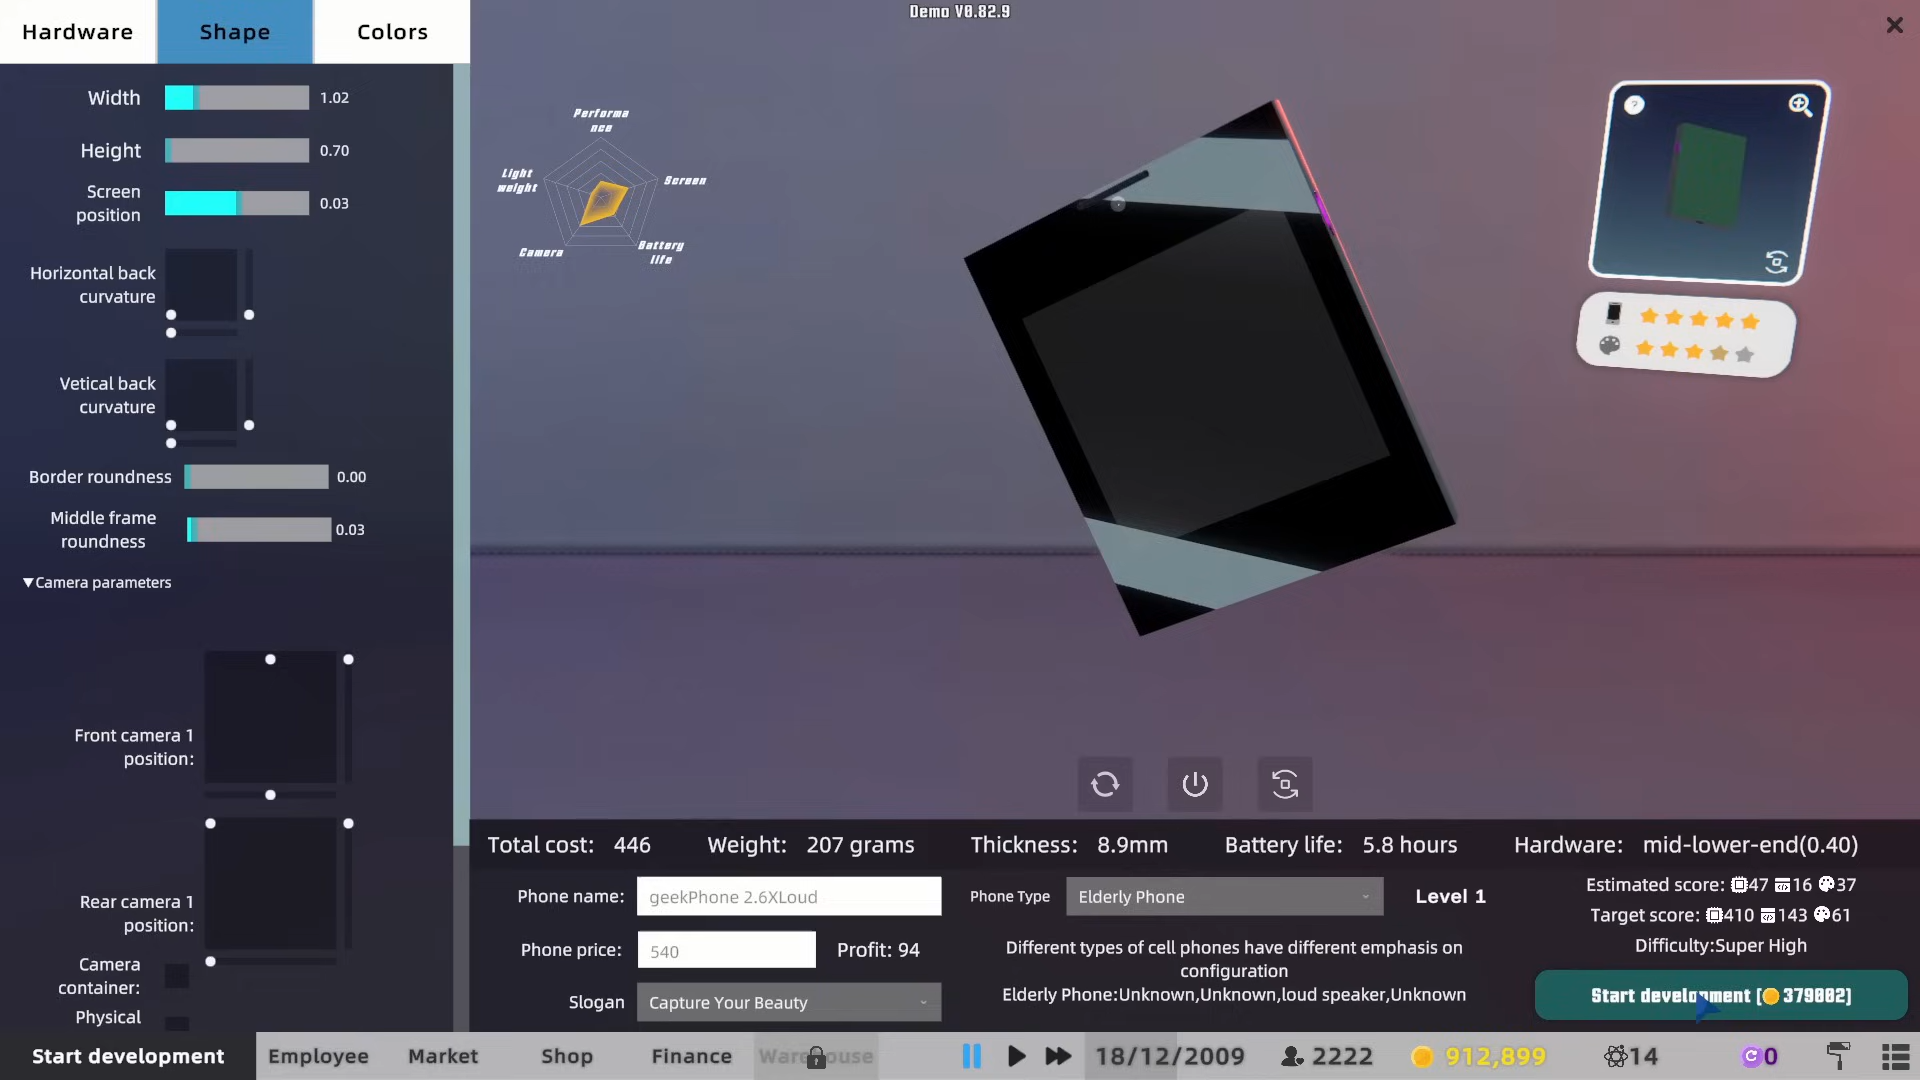 Demo V0.82.9
Hardware
Shape
Colors
Width
1.02
Height
0.70
Screen
position
0.03
Horizontal back
curvature
Vetical back
curvature
Border roundness
0.00
Middle frame
roundness
0.03
▼Camera parameters
Front camera 1
position:
Rear camera 1
position:
Camera
container:
Physical
Performa
nce
Light
weight
Screen
Camera
Battery
life
Total cost: 446
Weight: 207 grams
Thickness: 8.9mm
Battery life: 5.8 hours
Hardware: mid-lower-end(0.40)
Phone name: geekPhone 2.6XLoud
Phone Type Elderly Phone
Level 1
Phone price: 540
Profit: 94
Slogan Capture Your Beauty
Different types of cell phones have different emphasis on
configuration
Elderly Phone:Unknown,Unknown,loud speaker,Unknown
Estimated score: 47 16 37
Target score: 410 143 61
Difficulty:Super High
Start development [379002]
Start development
Employee
Market
Shop
Finance
Warehouse
18/12/2009
2222
912,899
14
0